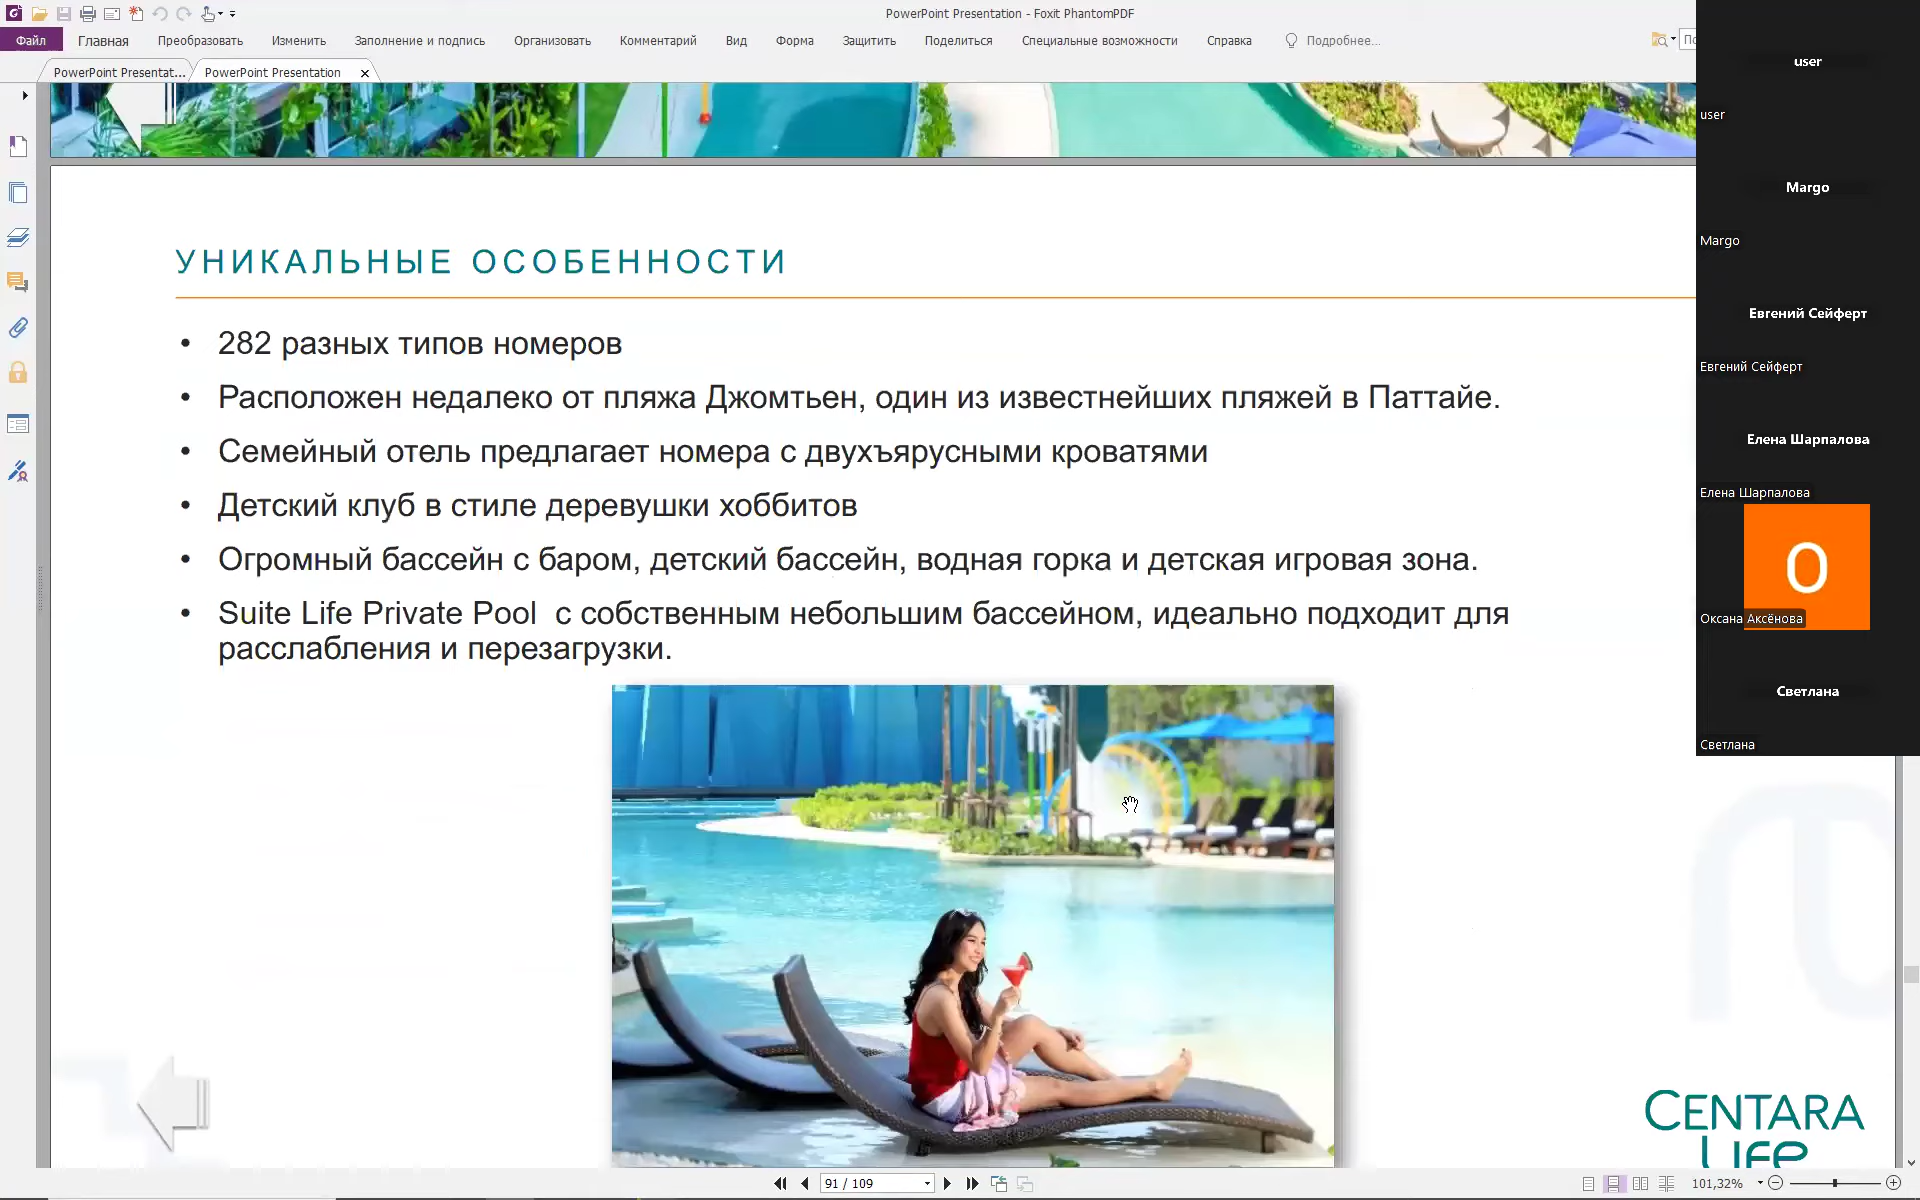 PowerPoint Presentation - Foxit PhantomPDF
Файл Главная Преобразовать Изменить Заполнение и подпись Организовать Комментарий Вид Форма Защитить Поделиться Специальные возможности Справка Подробнее... По
PowerPoint Presentat... PowerPoint Presentation
УНИКАЛЬНЫЕ ОСОБЕННОСТИ
• 282 разных типов номеров
• Расположен недалеко от пляжа Джомтьен, один из известнейших пляжей в Паттайе.
• Семейный отель предлагает номера с двухъярусными кроватями
• Детский клуб в стиле деревушки хоббитов
• Огромный бассейн с баром, детский бассейн, водная горка и детская игровая зона.
• Suite Life Private Pool с собственным небольшим бассейном, идеально подходит для
расслабления и перезагрузки.
CENTARA
Life
user
user
Margo
Margo
Евгений Сейферт
Евгений Сейферт
Елена Шарпалова
Елена Шарпалова
О
Оксана Аксёнова
Светлана
Светлана
91 / 109
101,32%